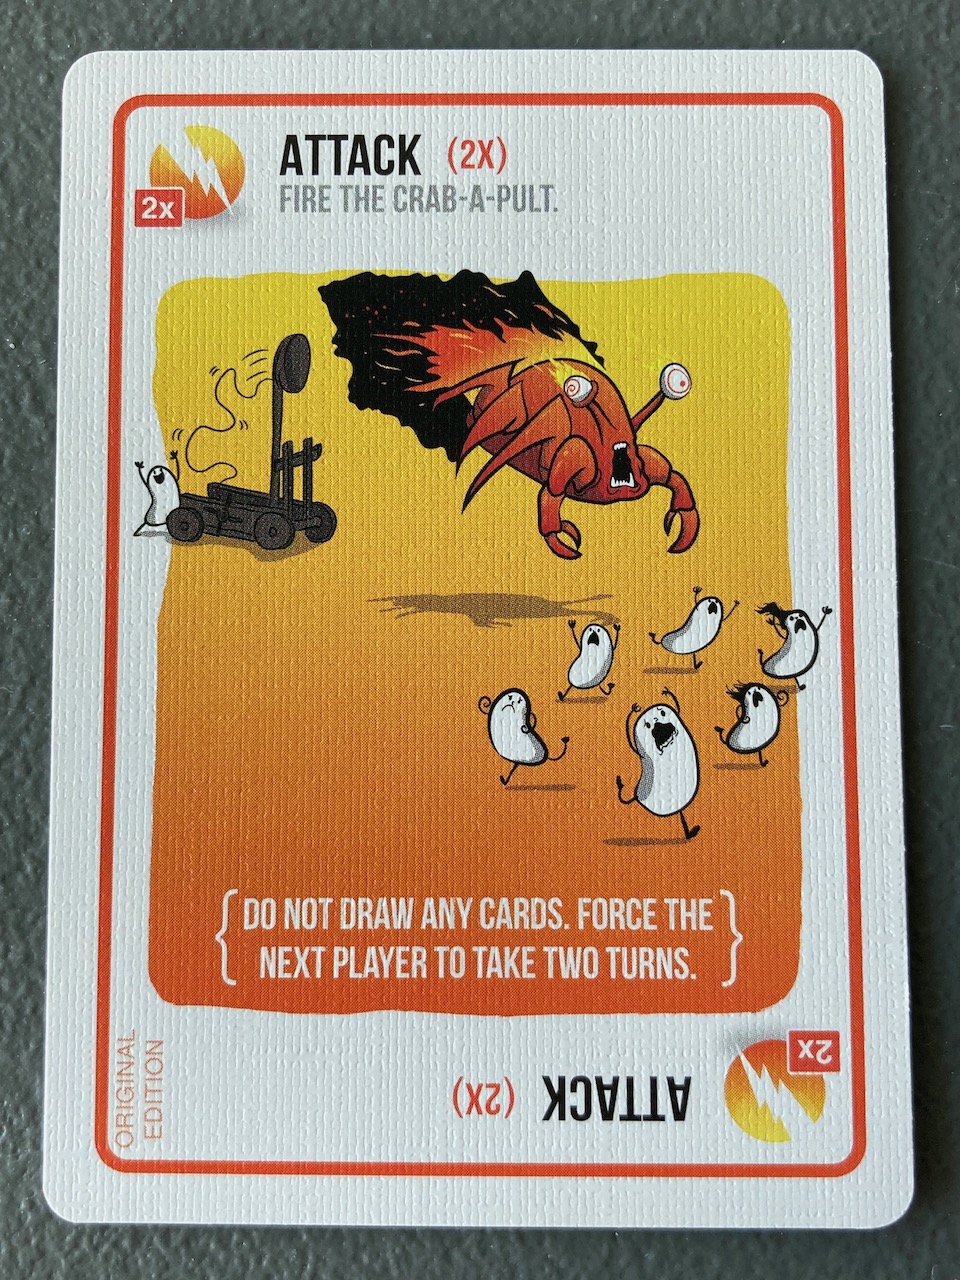 2x
ATTACK (2X)
FIRE THE CRAB-A-PULT.
{DO NOT DRAW ANY CARDS. FORCE THE
NEXT PLAYER TO TAKE TWO TURNS.}
ORIGINAL
EDITION
ATTACK (2X)
2x